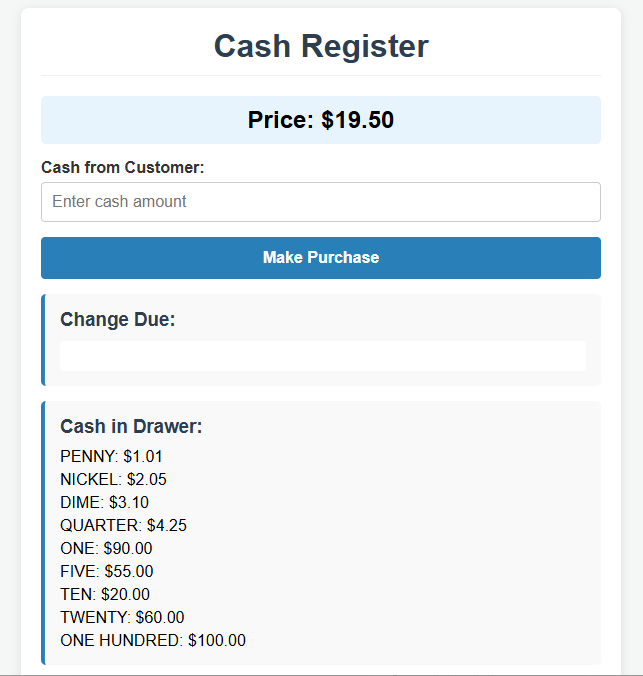 Cash Register
Price: $19.50
Cash from Customer:
Enter cash amount
Make Purchase
Change Due:
Cash in Drawer:
PENNY: $1.01
NICKEL: $2.05
DIME: $3.10
QUARTER: $4.25
ONE: $90.00
FIVE: $55.00
TEN: $20.00
TWENTY: $60.00
ONE HUNDRED: $100.00